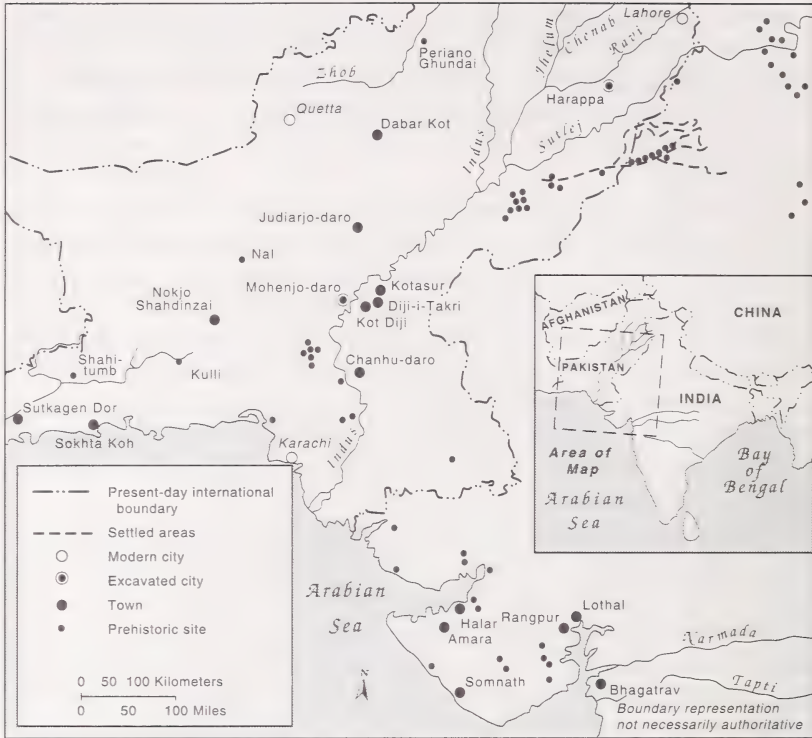 Lahore
Periano
Ghundai
Zhob
Jhelum
Chenab
Ravi
Harappa
Quetta
Dabar Kot
Indus
Sutlej
Judiarjo-daro
Nal
Mohenjo-daro
Kotasur
Diji-i-Takri
Kot Diji
Nokjo
Shahdinzai
Shahi-
tumb
Kulli
Chanhu-daro
Sutkagen Dor
Sokhta Koh
Karachi
Indus
AFGHANISTAN
CHINA
PAKISTAN
INDIA
Area of
Map
Arabian
Sea
Bay
of
Bengal
Present-day international
boundary
Settled areas
Modern city
Excavated city
Town
Prehistoric site
0 50 100 Kilometers
0 50 100 Miles
N
Arabian
Sea
Halar
Amara
Rangpur
Lothal
Somnath
Narmada
Tapti
Bhagatrav
Boundary representation
not necessarily authoritative